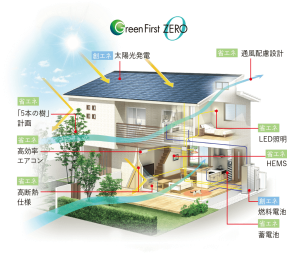 Green First ZERO
創エネ 太陽光発電
省エネ 通風配慮設計
省エネ
「5本の樹」
計画
省エネ
高効率
エアコン
省エネ
高断熱
仕様
省エネ
LED照明
省エネ
HEMS
創エネ
燃料電池
省エネ
蓄電池